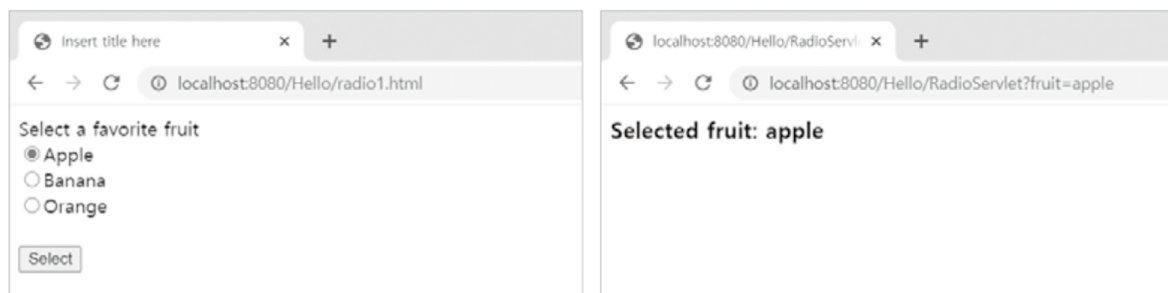 Insert title here
localhost:8080/Hello/radio1.html
Select a favorite fruit
Apple
Banana
Orange
Select
localhost:8080/Hello/RadioServl
localhost:8080/Hello/RadioServlet?fruit=apple
Selected fruit: apple